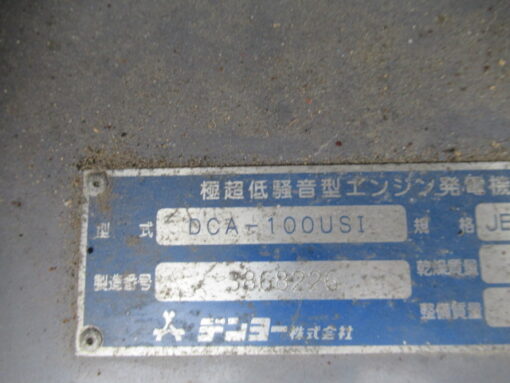 極超低騒音型エンジン発電機
型式 DCA-100USI 規格 JE
製造番号 3868226 乾燥質量
整備質量
デンヨー株式会社